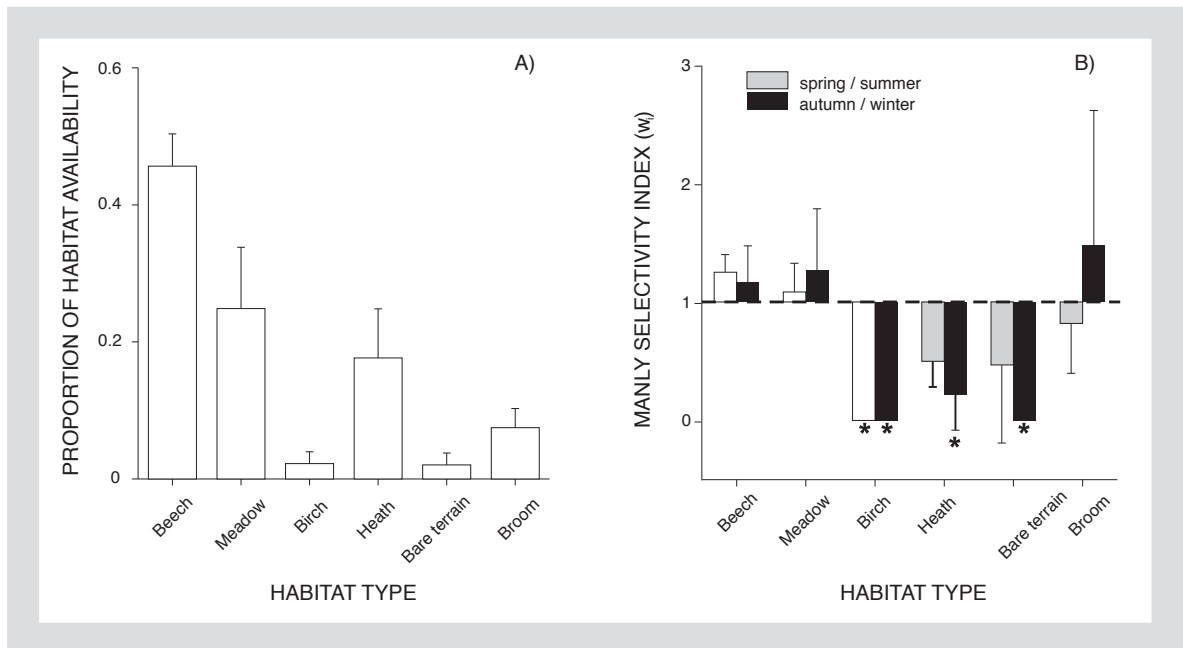 A)
PROPORTION OF HABITAT AVAILABILITY
0.6
0.4
0.2
0
Beech
Meadow
Birch
Heath
Bare terrain
Broom
HABITAT TYPE
B)
spring / summer
autumn / winter
MANLY SELECTIVITY INDEX (wi)
3
2
1
0
* *
*
*
Beech
Meadow
Birch
Heath
Bare terrain
Broom
HABITAT TYPE